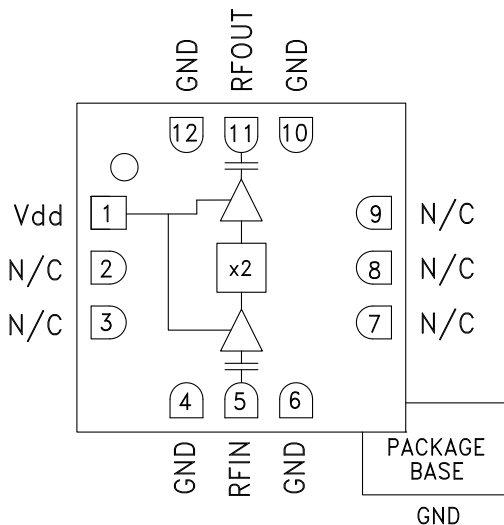 GND
RFOUT
GND
12
11
10
Vdd
1
9
N/C
N/C
2
x2
8
N/C
N/C
3
7
N/C
4
5
6
GND
RFIN
GND
PACKAGE
BASE
GND